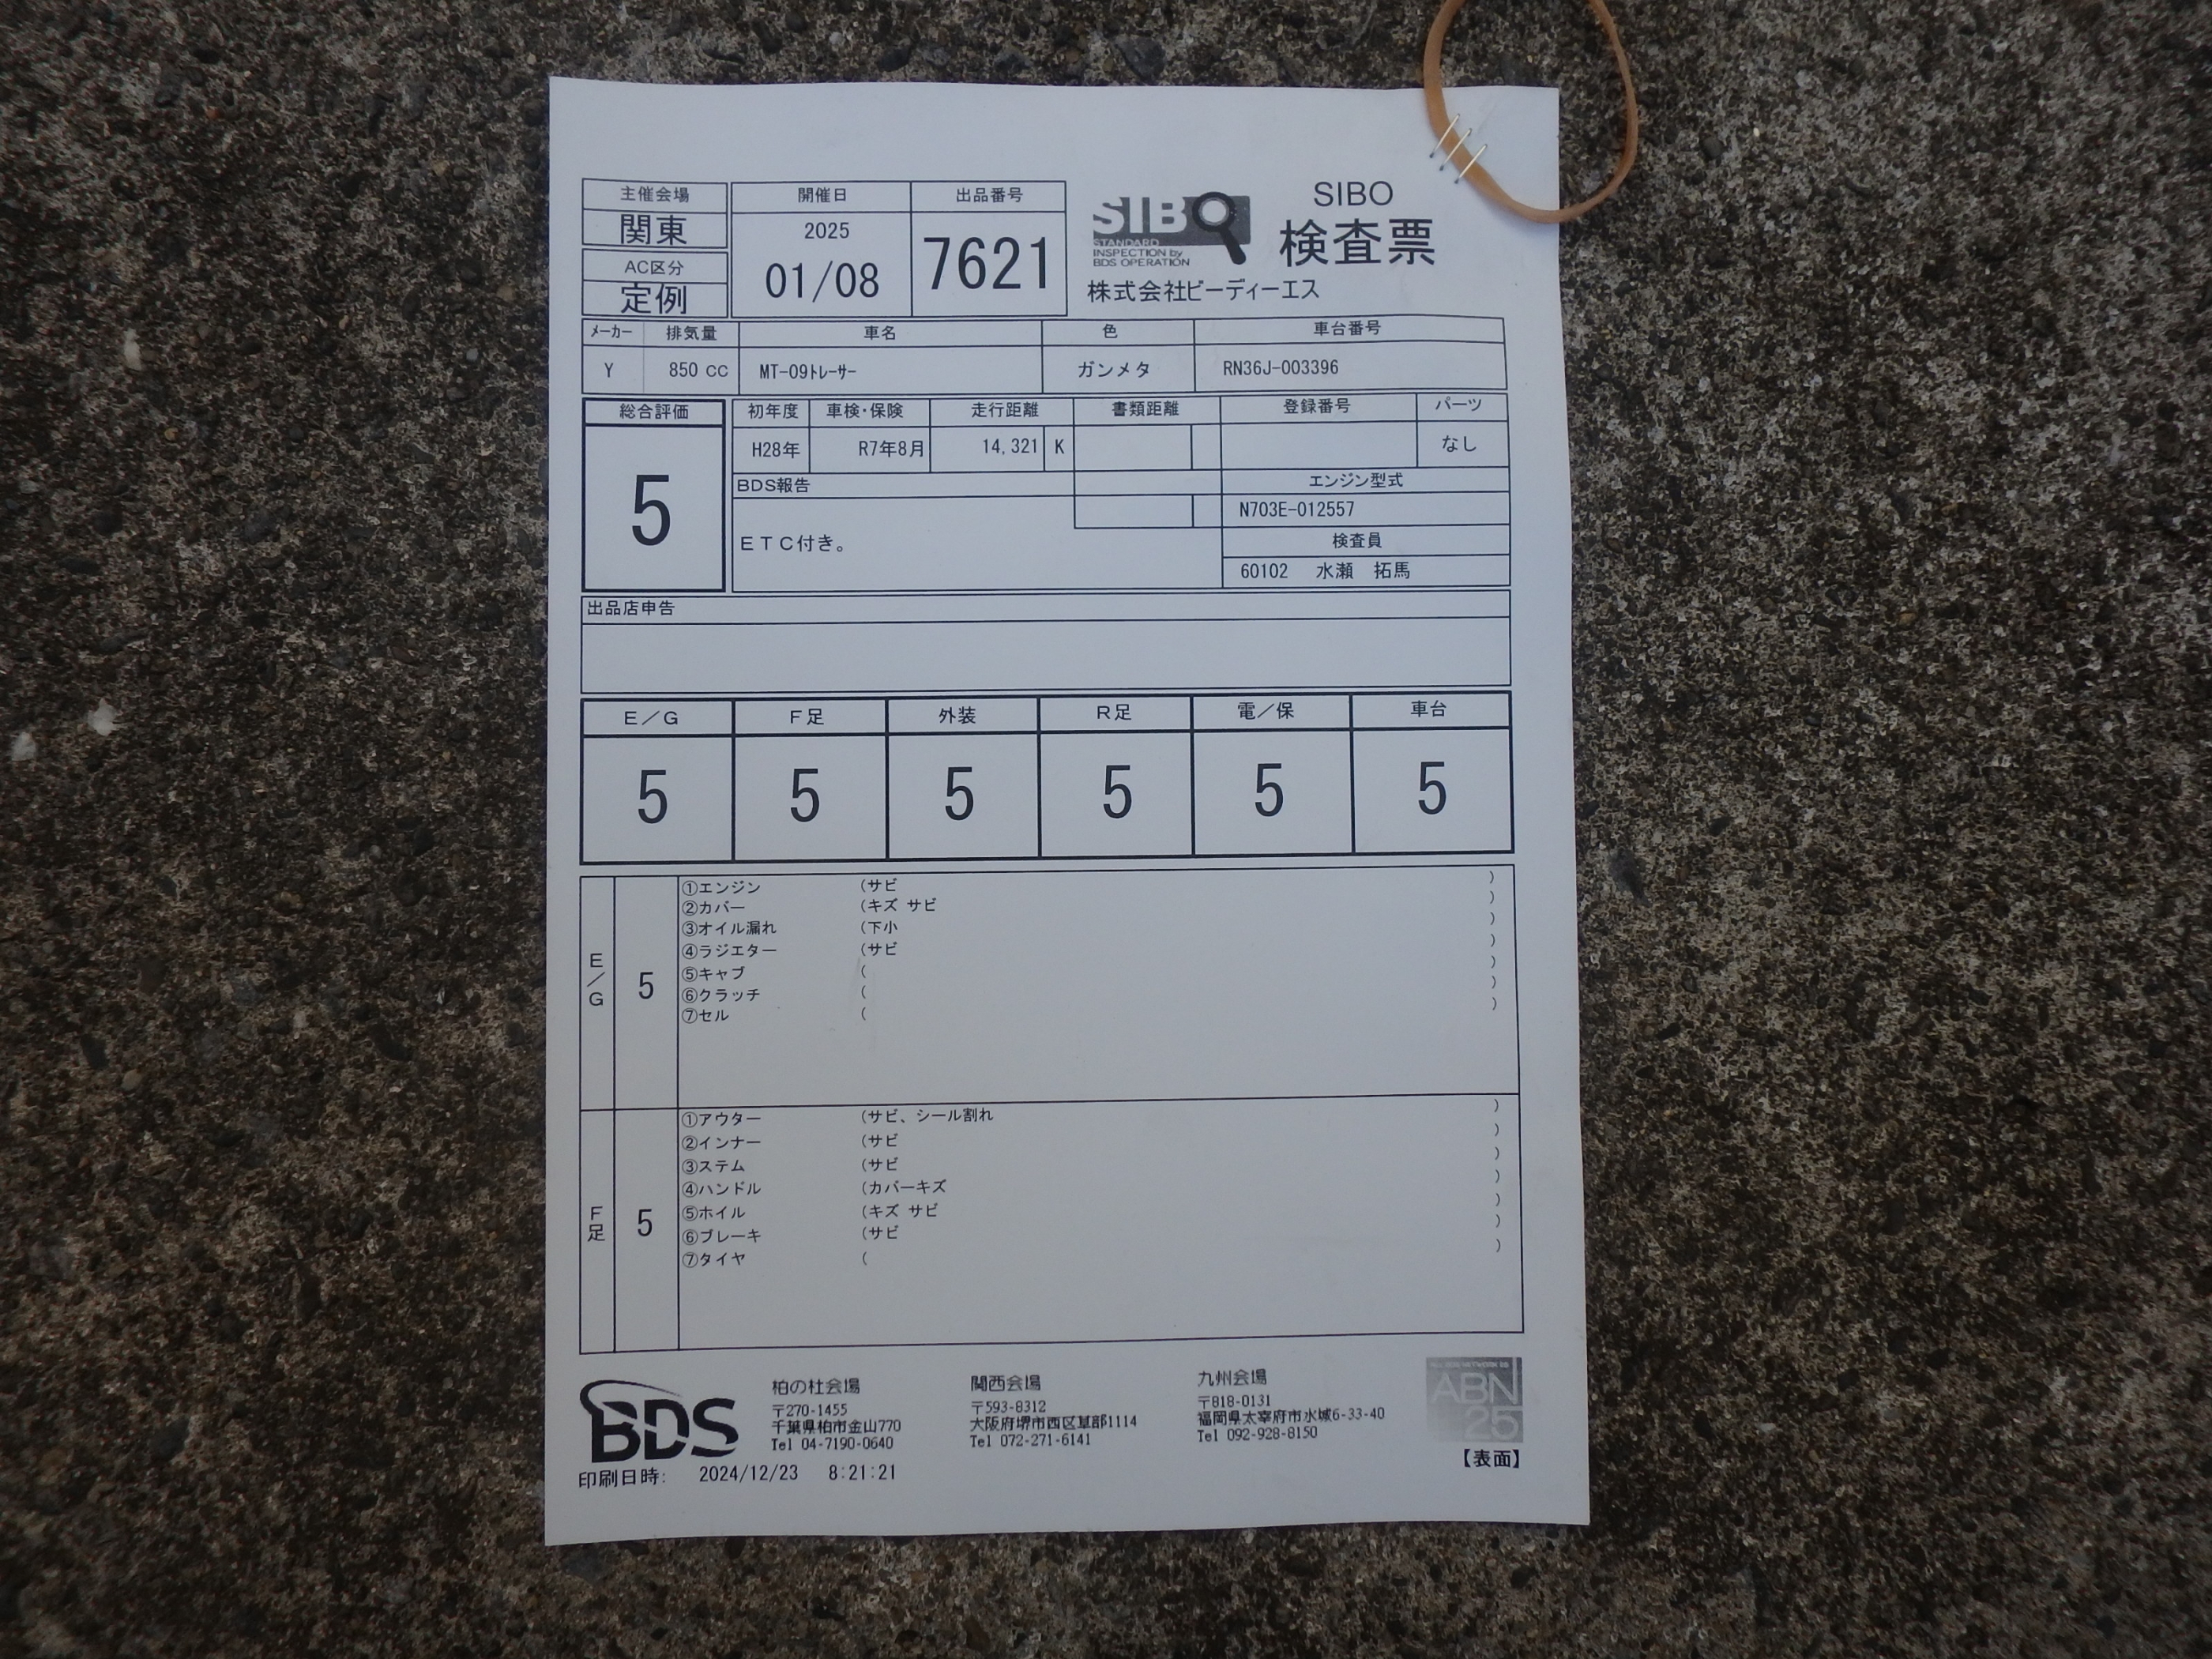 主催会場
関東
AC区分
定例
開催日
2025
01/08
出品番号
7621
SIBO
STANDARD
INSPECTION by
BDS OPERATION
SIBO
検査票
株式会社ビーディーエス
メーカー 排気量 車名 色 車台番号
Y 850 CC MT-09トレーサー ガンメタ RN36J-003396
総合評価
5
初年度 車検・保険 走行距離 書類距離 登録番号 パーツ
H28年 R7年8月 14,321 K なし
BDS報告
ETC付き。
エンジン型式
N703E-012557
検査員
60102 水瀬 拓馬
出品店申告
E/G F足 外装 R足 電/保 車台
5 5 5 5 5 5
E/G
5
①エンジン (サビ )
②カバー (キズ サビ )
③オイル漏れ (下小 )
④ラジエター (サビ )
⑤キャブ ( )
⑥クラッチ ( )
⑦セル ( )
F足
5
①アウター (サビ、シール割れ )
②インナー (サビ )
③ステム (サビ )
④ハンドル (カバーキズ )
⑤ホイル (キズ サビ )
⑥ブレーキ (サビ )
⑦タイヤ ( )
BDS
柏の杜会場
〒270-1455
千葉県柏市金山770
Tel 04-7190-0640
関西会場
〒593-8312
大阪府堺市西区草部1114
Tel 072-271-6141
九州会場
〒818-0131
福岡県太宰府市水城6-33-40
Tel 092-928-8150
ABN
25
【表面】
印刷日時: 2024/12/23 8:21:21